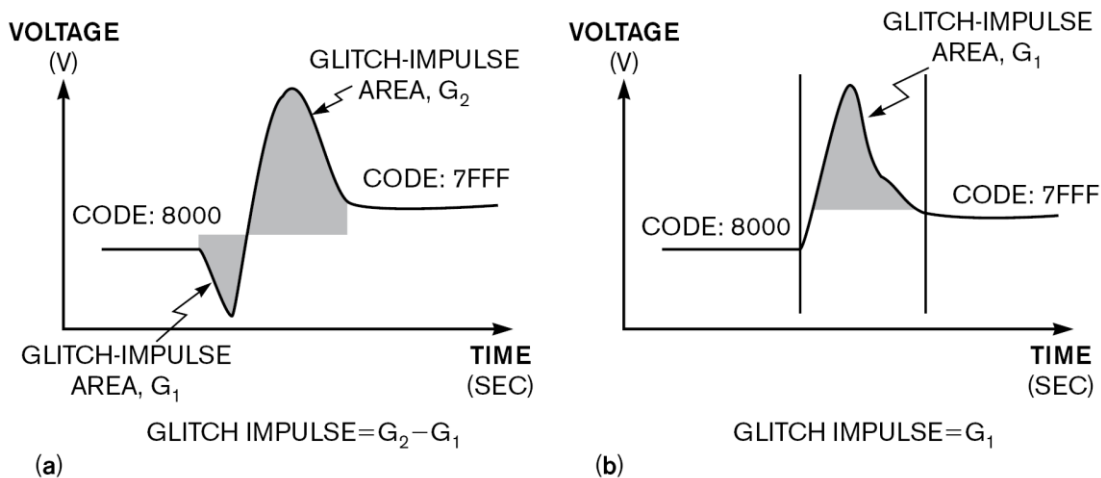 VOLTAGE
(V)
GLITCH-IMPULSE
AREA, G₂
CODE: 7FFF
CODE: 8000
GLITCH-IMPULSE
AREA, G₁
TIME
(SEC)
GLITCH IMPULSE=G₂−G₁
(a)
VOLTAGE
(V)
GLITCH-IMPULSE
AREA, G₁
CODE: 7FFF
CODE: 8000
TIME
(SEC)
GLITCH IMPULSE=G₁
(b)